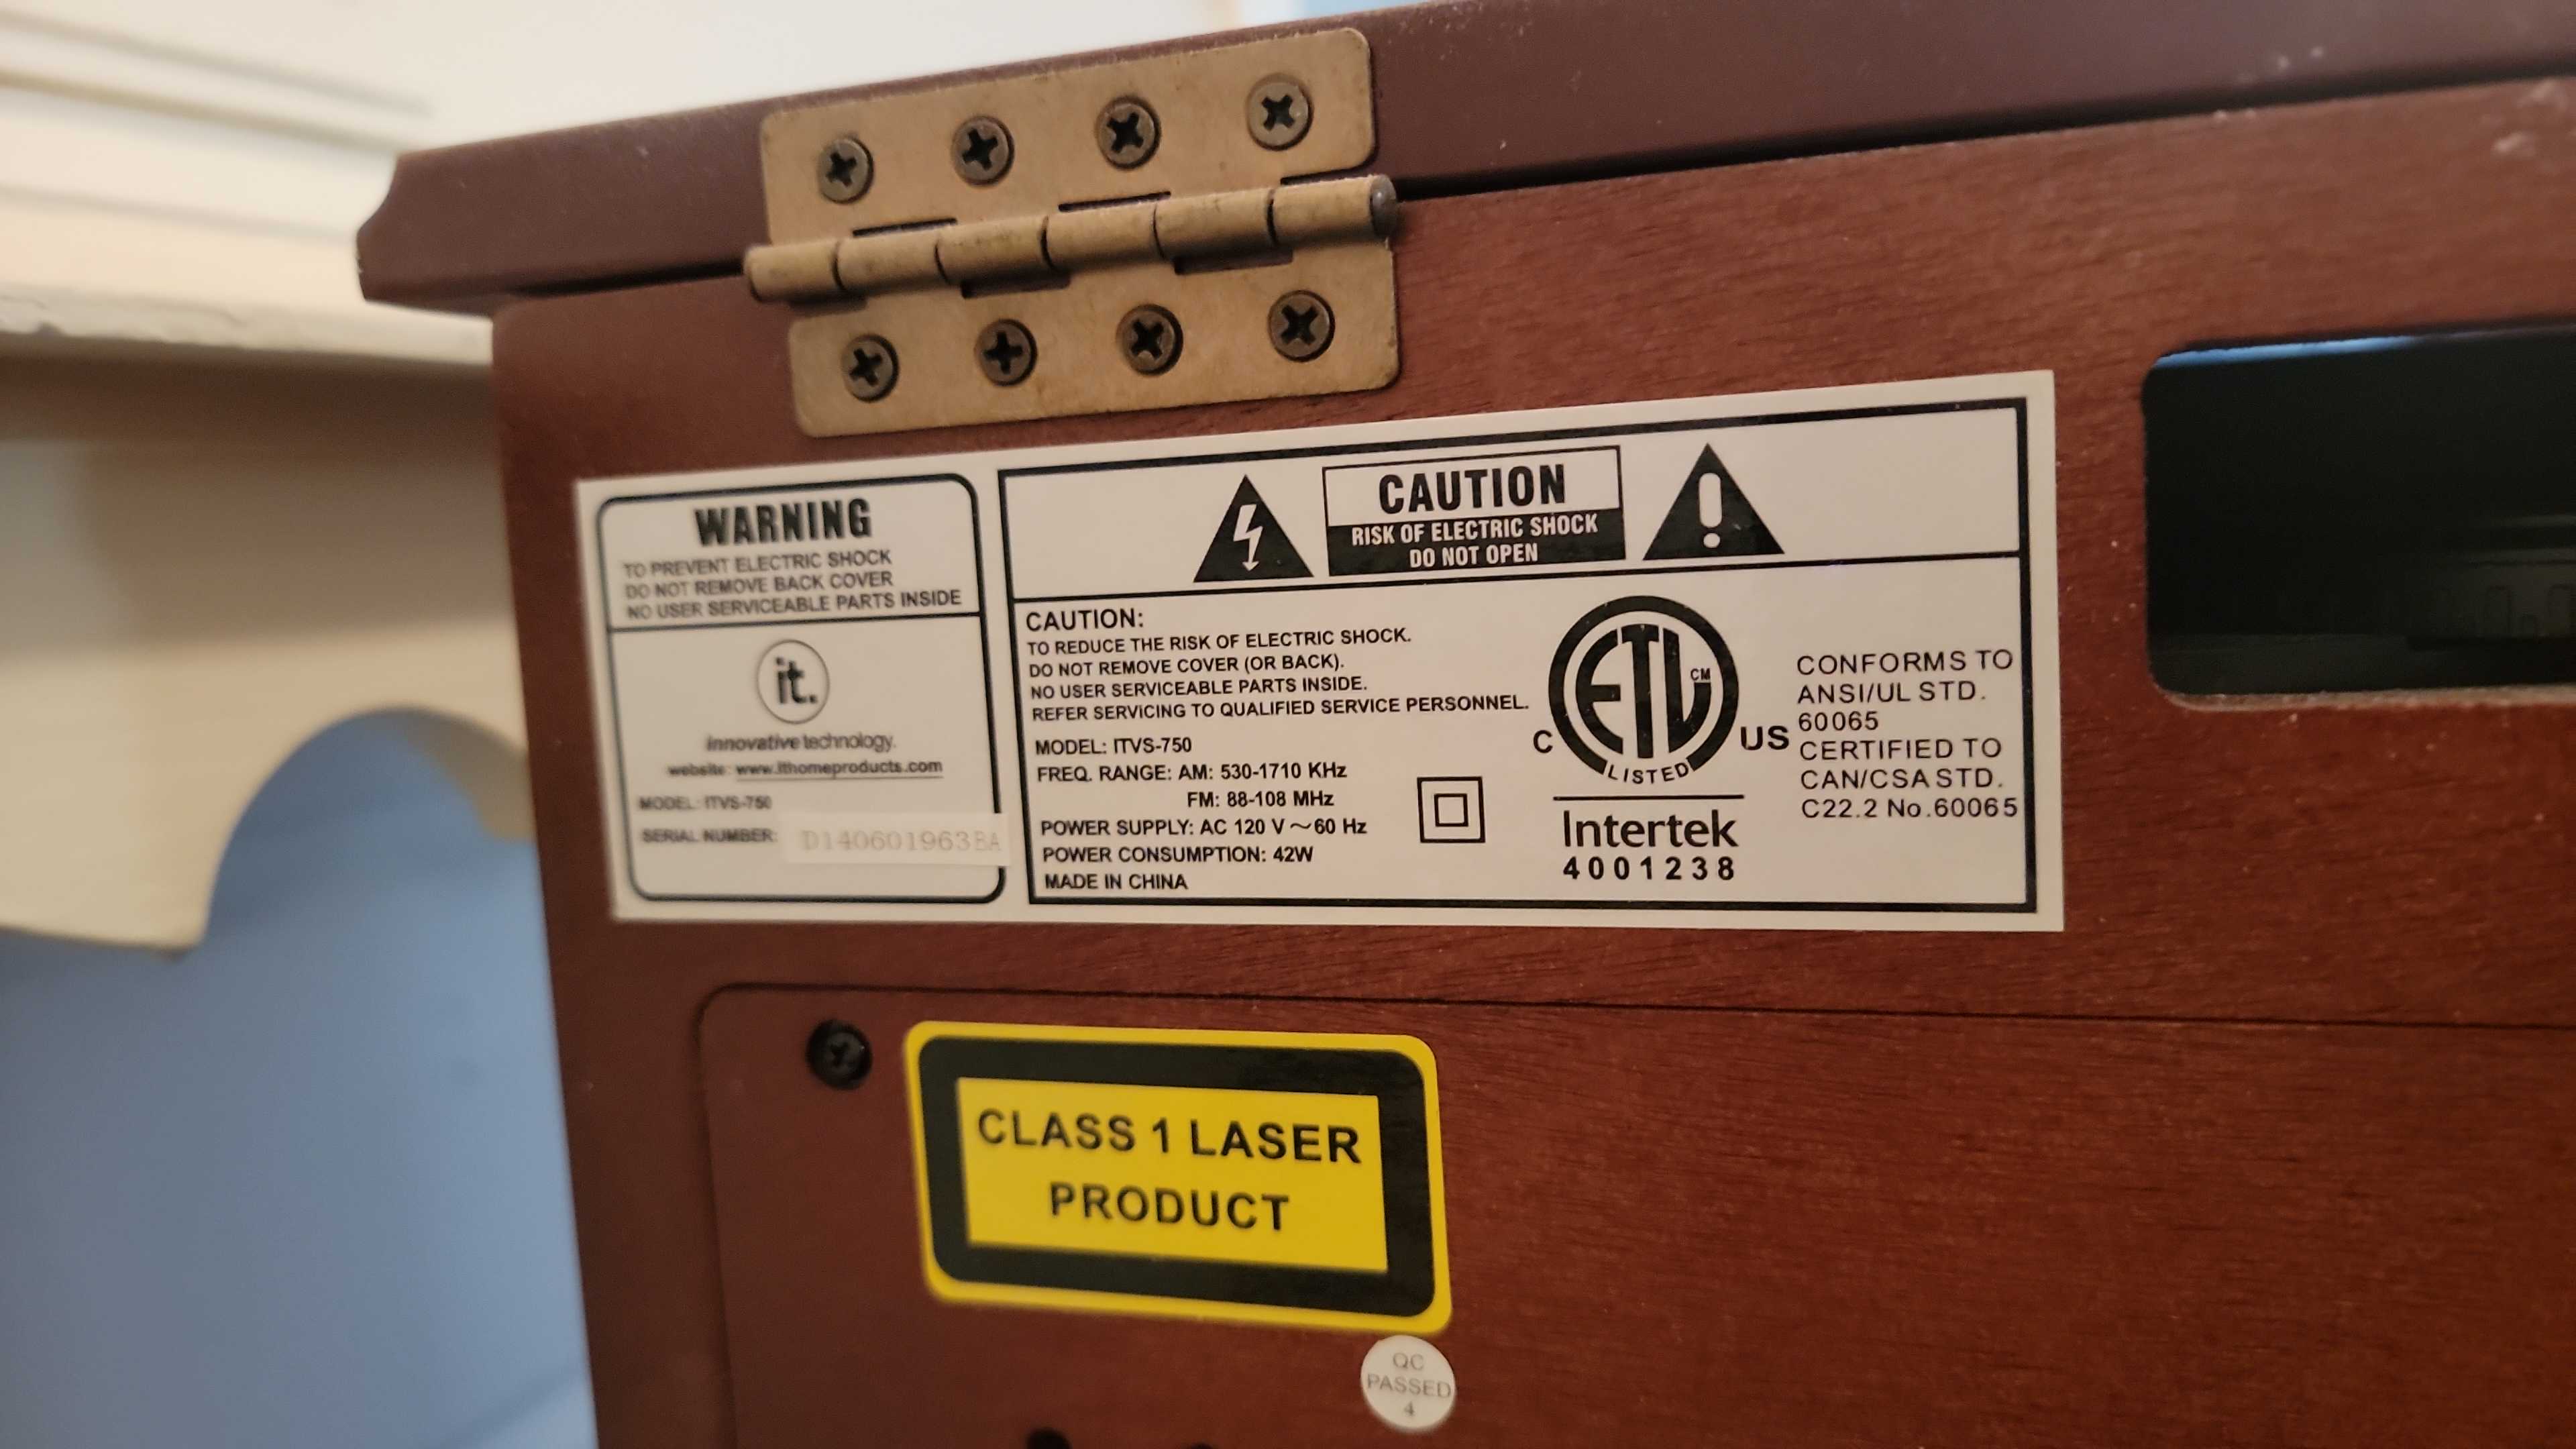 WARNING
TO PREVENT ELECTRIC SHOCK
DO NOT REMOVE BACK COVER
NO USER SERVICEABLE PARTS INSIDE
it.
innovative technology.
website: www.ithomeproducts.com
MODEL: ITVS-750
SERIAL NUMBER: D140601963BA
CAUTION
RISK OF ELECTRIC SHOCK
DO NOT OPEN
CAUTION:
TO REDUCE THE RISK OF ELECTRIC SHOCK.
DO NOT REMOVE COVER (OR BACK).
NO USER SERVICEABLE PARTS INSIDE.
REFER SERVICING TO QUALIFIED SERVICE PERSONNEL.
MODEL: ITVS-750
FREQ. RANGE: AM: 530-1710 KHz
FM: 88-108 MHz
POWER SUPPLY: AC 120 V ~ 60 Hz
POWER CONSUMPTION: 42W
MADE IN CHINA
ETL CM
C US
LISTED
Intertek
4001238
CONFORMS TO
ANSI/UL STD.
60065
CERTIFIED TO
CAN/CSA STD.
C22.2 No.60065
CLASS 1 LASER
PRODUCT
QC
PASSED
4